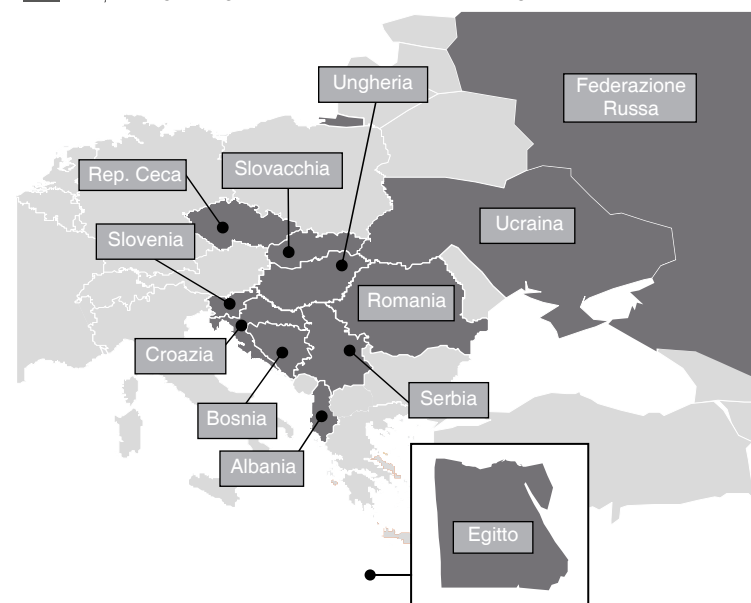 Ungheria
Federazione
Russa
Rep. Ceca
Slovacchia
Slovenia
Ucraina
Romania
Croazia
Serbia
Bosnia
Albania
Egitto